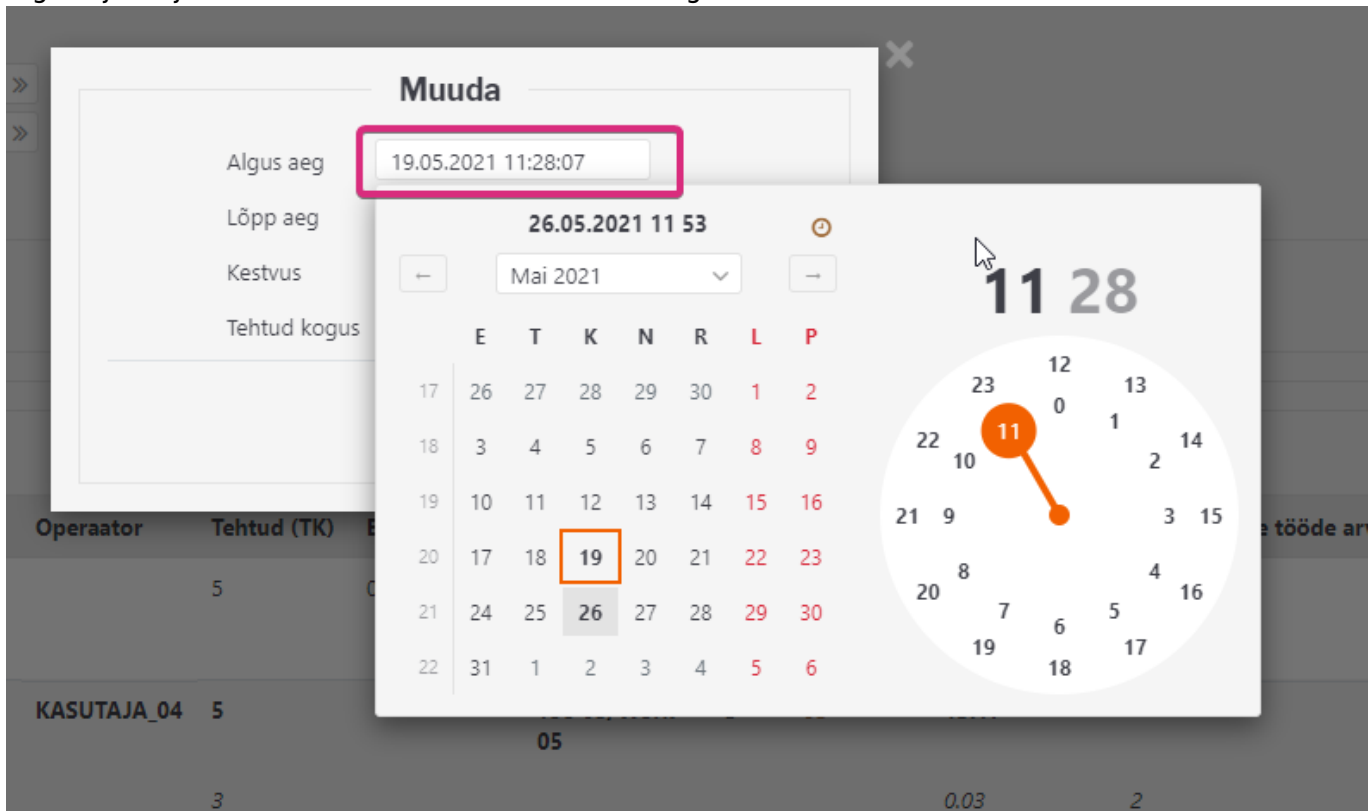 Muuda
Algus aeg
19.05.2021 11:28:07
Lõpp aeg
Kestvus
Tehtud kogus
26.05.2021 11 53
← Mai 2021 →
E T K N R L P
17 26 27 28 29 30 1 2
18 3 4 5 6 7 8 9
19 10 11 12 13 14 15 16
20 17 18 19 20 21 22 23
21 24 25 26 27 28 29 30
22 31 1 2 3 4 5 6
11 28
12
23 13
0
11 1
22 14
10 2
21 9 3 15
8 4
20 16
7 5
6
19 17
18
Operaator Tehtud (TK) tööde
5
KASUTAJA_04 5
05
3 0.03 2